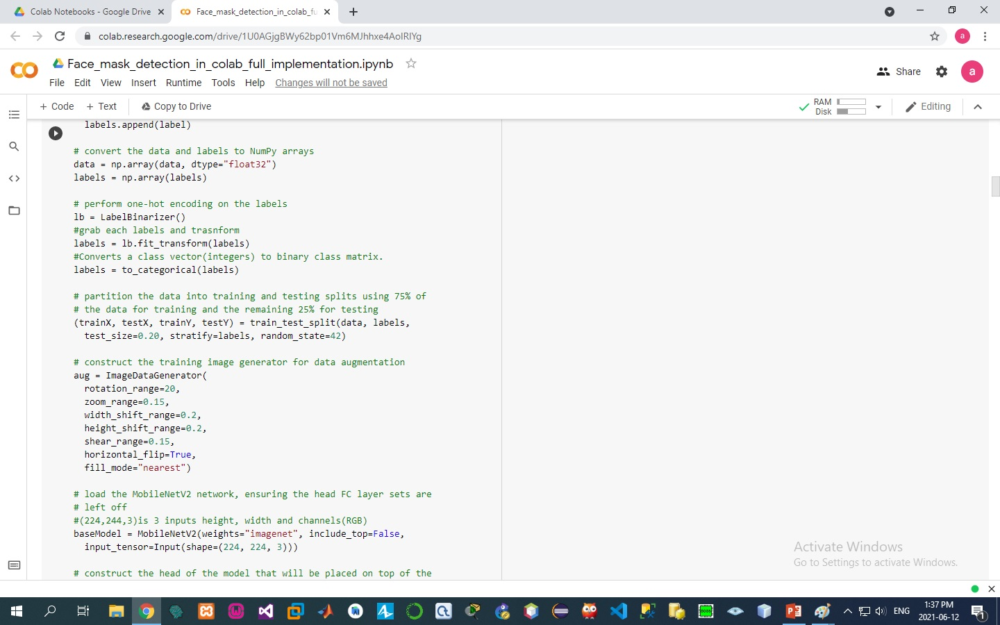 Colab Notebooks - Google Drive
Face_mask_detection_in_colab_fu
colab.research.google.com/drive/1U0AGjgBWy62bp01Vm6MJhhxe4AoIRlYg
a
Face_mask_detection_in_colab_full_implementation.ipynb
Share
a
File Edit View Insert Runtime Tools Help Changes will not be saved
+ Code + Text Copy to Drive
RAM
Disk
Editing
labels.append(label)
# convert the data and labels to NumPy arrays
data = np.array(data, dtype="float32")
labels = np.array(labels)
# perform one-hot encoding on the labels
lb = LabelBinarizer()
#grab each labels and trasnform
labels = lb.fit_transform(labels)
#Converts a class vector(integers) to binary class matrix.
labels = to_categorical(labels)
# partition the data into training and testing splits using 75% of
# the data for training and the remaining 25% for testing
(trainX, testX, trainY, testY) = train_test_split(data, labels,
test_size=0.20, stratify=labels, random_state=42)
# construct the training image generator for data augmentation
aug = ImageDataGenerator(
rotation_range=20,
zoom_range=0.15,
width_shift_range=0.2,
height_shift_range=0.2,
shear_range=0.15,
horizontal_flip=True,
fill_mode="nearest")
# load the MobileNetV2 network, ensuring the head FC layer sets are
# left off
#(224,244,3)is 3 inputs height, width and channels(RGB)
baseModel = MobileNetV2(weights="imagenet", include_top=False,
input_tensor=Input(shape=(224, 224, 3)))
# construct the head of the model that will be placed on top of the
Activate Windows
Go to Settings to activate Windows.
ENG
1:37 PM
2021-06-12
1